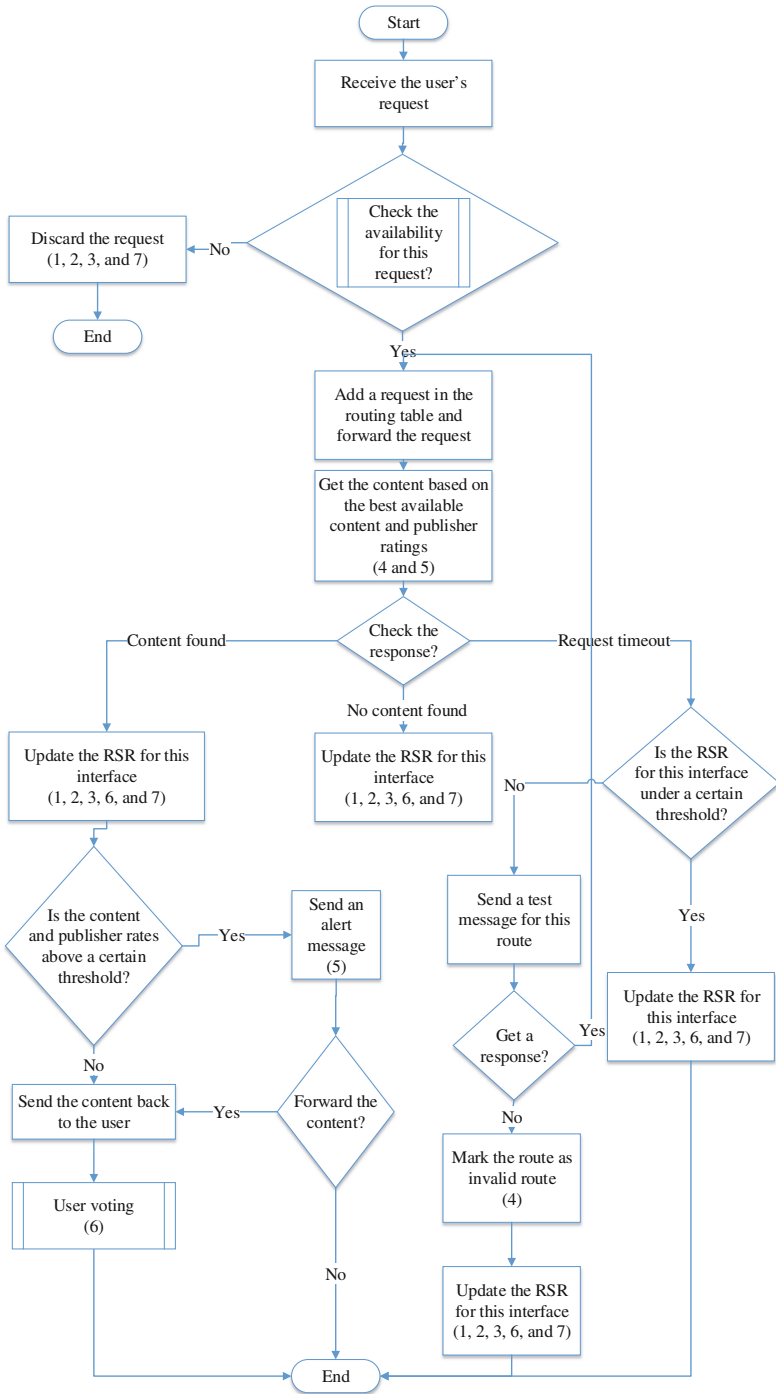 Start
Receive the user's
request
Check the
availability
for this
request?
No
Discard the request
(1, 2, 3, and 7)
End
Yes
Add a request in the
routing table and
forward the request
Get the content based on
the best available
content and publisher
ratings
(4 and 5)
Check the
response?
Content found
Request timeout
No content found
Update the RSR for this
interface
(1, 2, 3, 6, and 7)
Update the RSR for this
interface
(1, 2, 3, 6, and 7)
Is the RSR
for this interface
under a certain
threshold?
No
Yes
Is the content
and publisher rates
above a certain
threshold?
Yes
Send an
alert
message
(5)
Send a test
message for this
route
Update the RSR for
this interface
(1, 2, 3, 6, and 7)
Get a
response?
Yes
No
No
Send the content back
to the user
Yes
Forward the
content?
Mark the route as
invalid route
(4)
User voting
(6)
No
Update the RSR
for this interface
(1, 2, 3, 6, and 7)
End